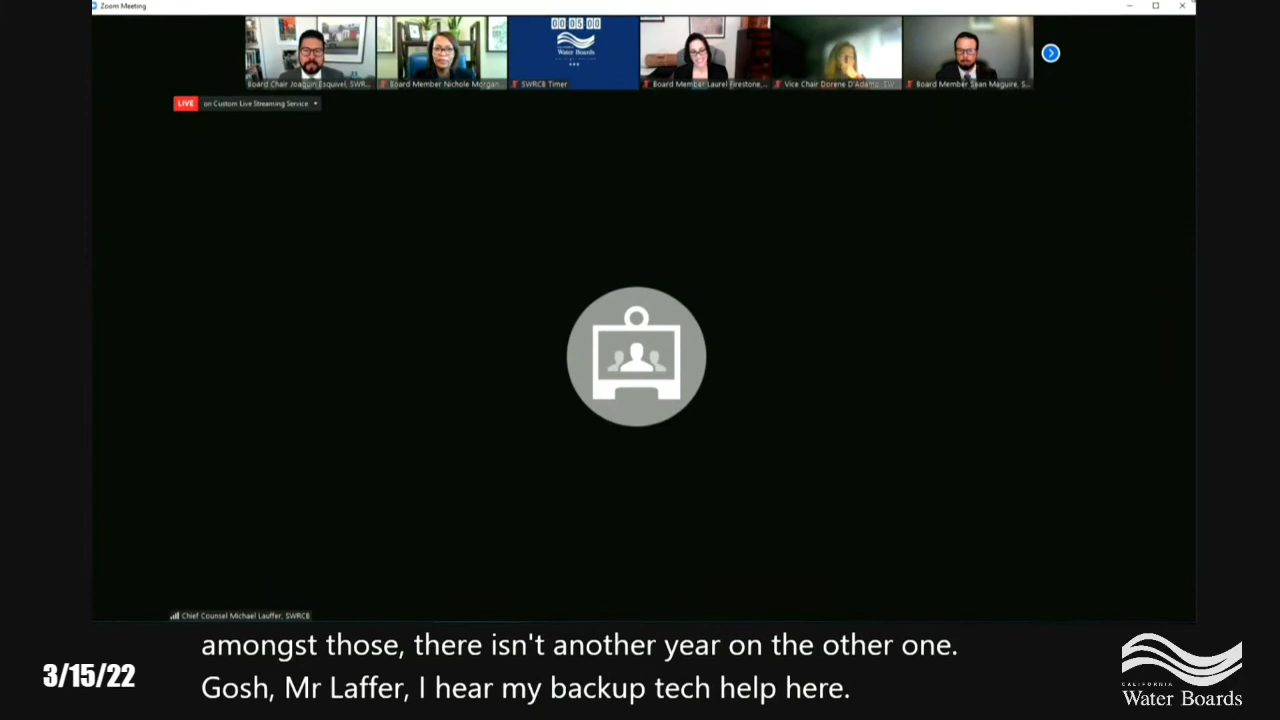 Zoom Meeting
00 05 00
CALIFORNIA
Water Boards
Board Chair Joaquin Esquivel, SWR...
Board Member Nichole Morgan
SWRCB Timer
Board Member Laurel Firestone,...
Vice Chair Dorene D'Adamo, SW...
Board Member Sean Maguire, S...
LIVE on Custom Live Streaming Service
Chief Counsel Michael Lauffer, SWRCB
amongst those, there isn't another year on the other one.
Gosh, Mr Laffer, I hear my backup tech help here.
3/15/22
CALIFORNIA
Water Boards